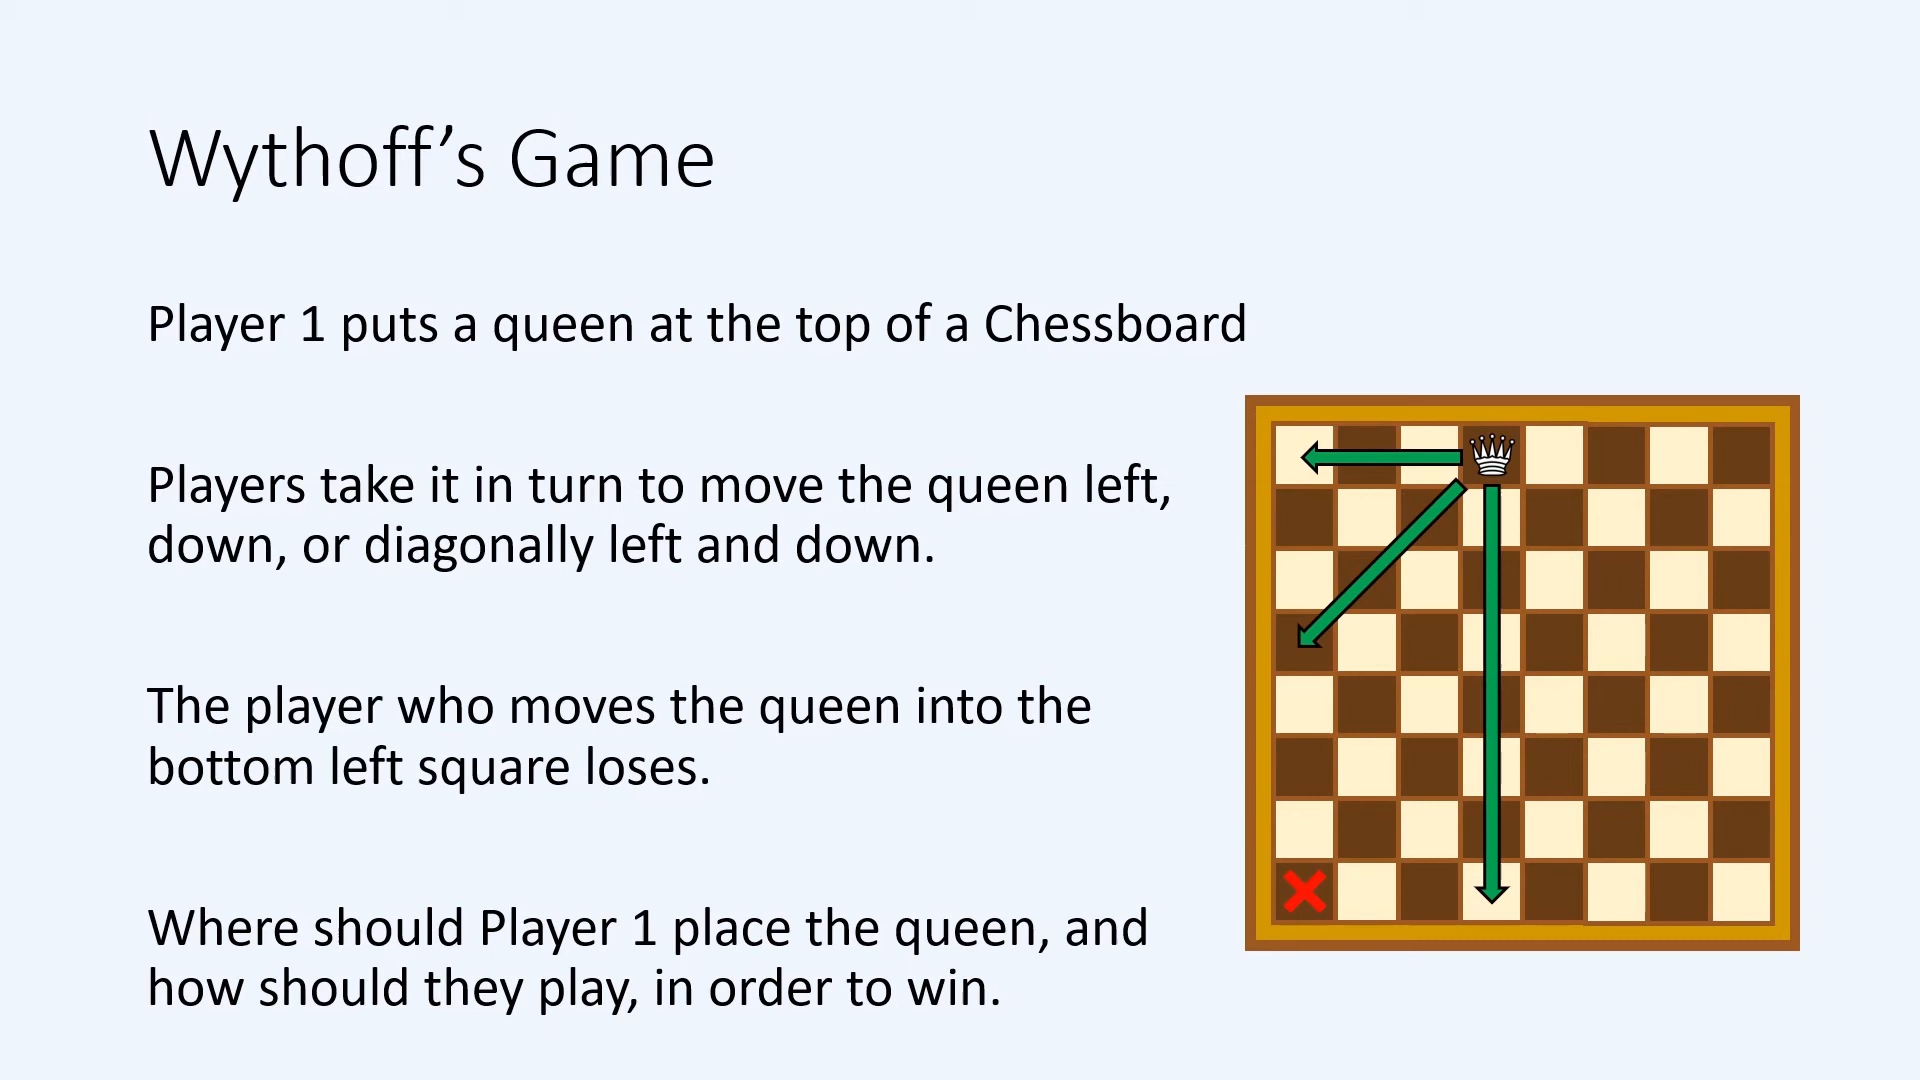 Wythoff’s Game
Player 1 puts a queen at the top of a Chessboard
Players take it in turn to move the queen left,
down, or diagonally left and down.
The player who moves the queen into the
bottom left square loses.
Where should Player 1 place the queen, and
how should they play, in order to win.